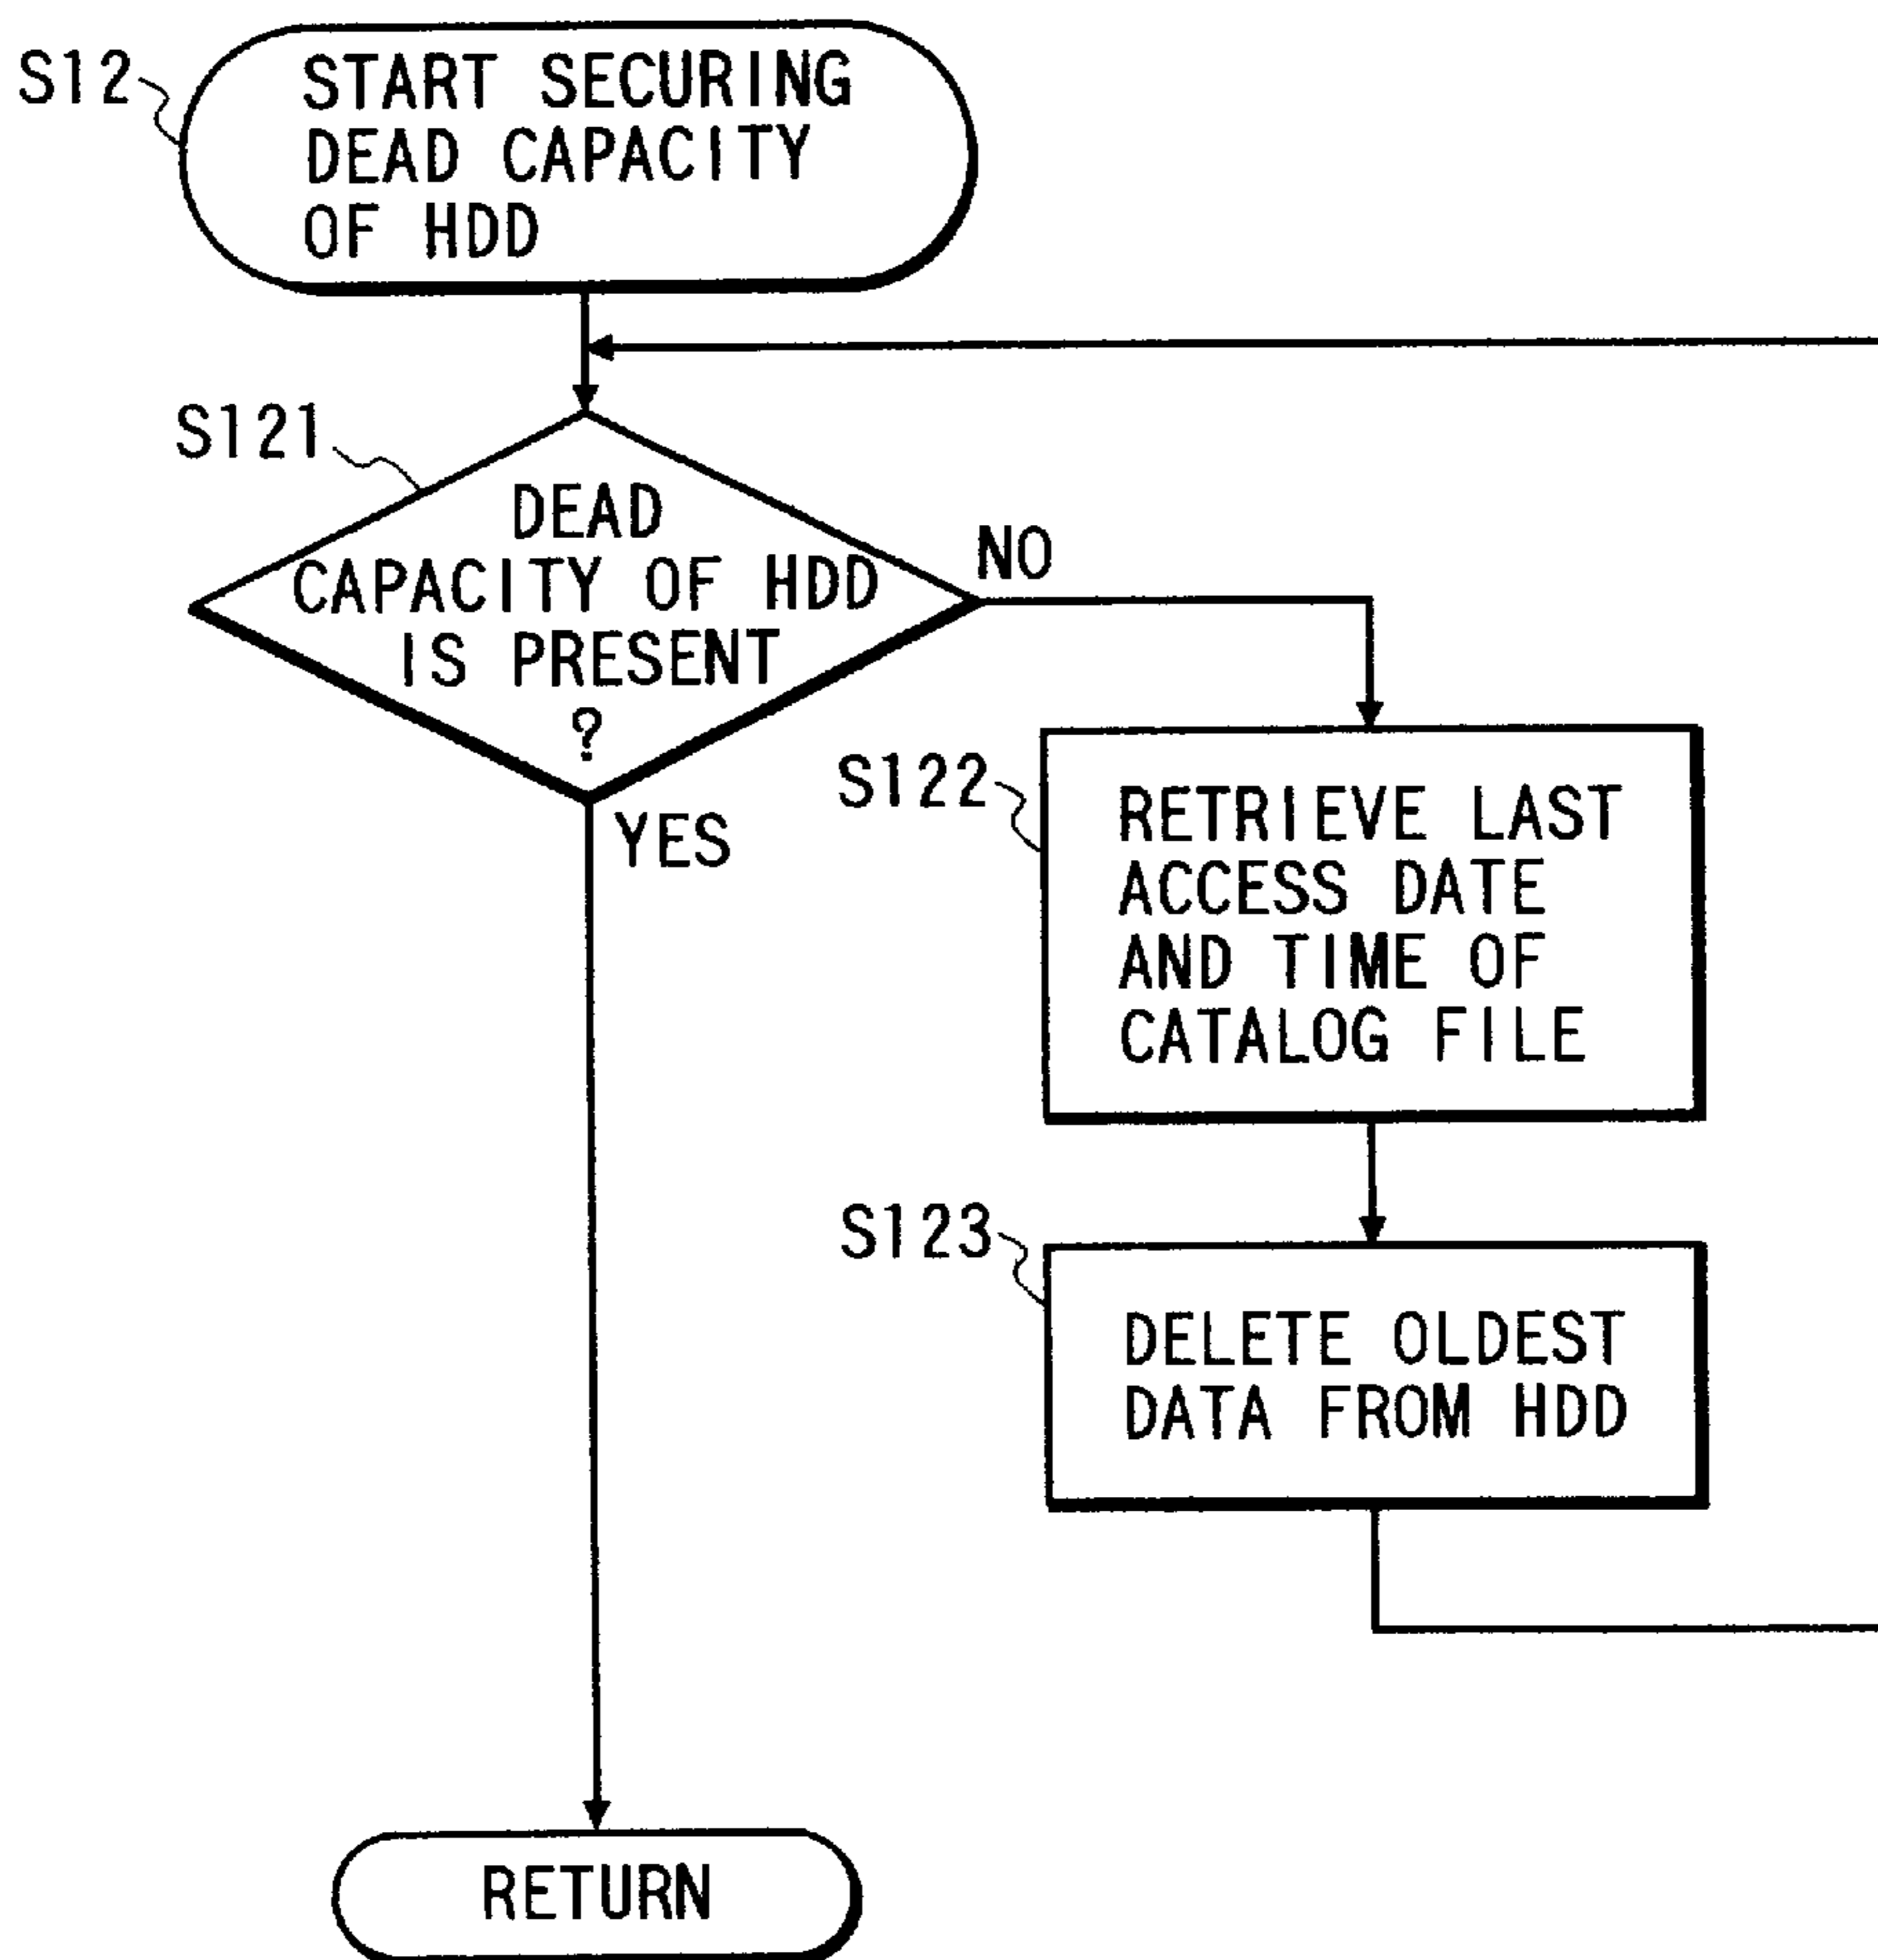 S12
START SECURING
DEAD CAPACITY
OF HDD
S121
DEAD
CAPACITY OF HDD
IS PRESENT
?
NO
YES
S122
RETRIEVE LAST
ACCESS DATE
AND TIME OF
CATALOG FILE
S123
DELETE OLDEST
DATA FROM HDD
RETURN